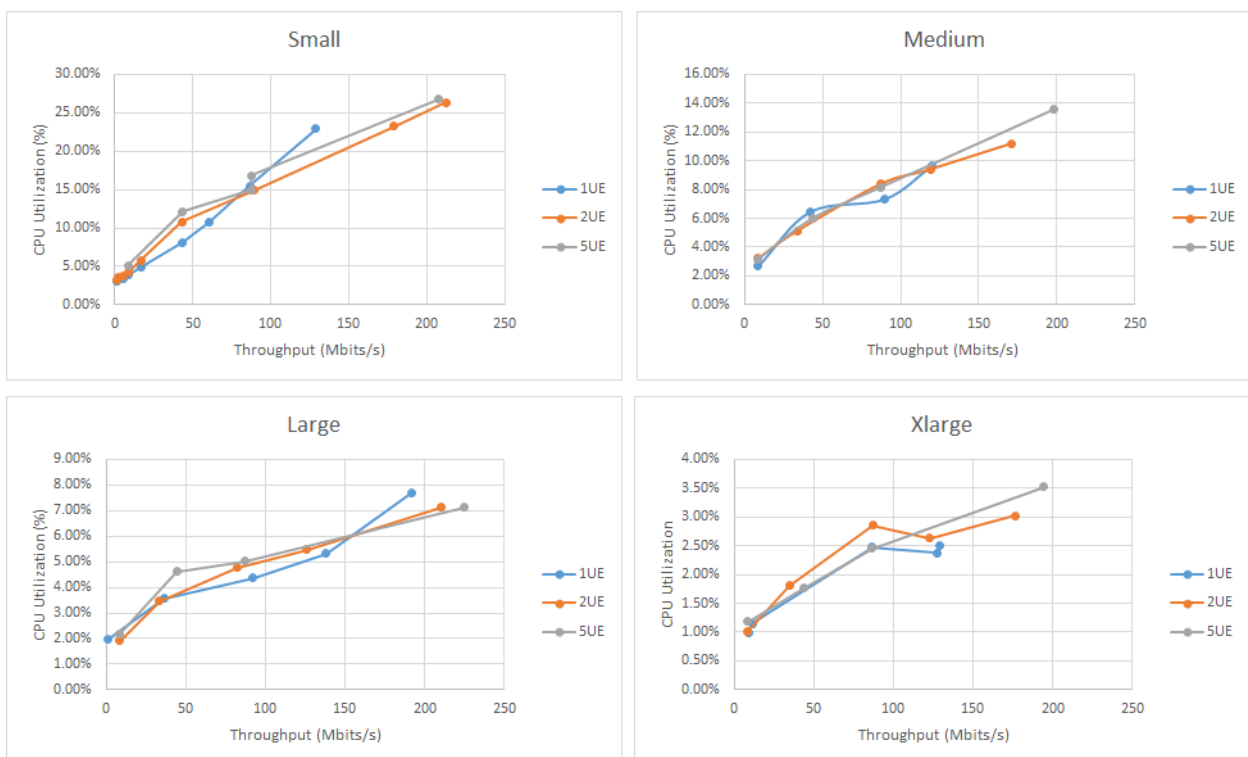 Small
30.00%
25.00%
20.00%
15.00%
10.00%
5.00%
0.00%
CPU Utilization (%)
0 50 100 150 200 250
Throughput (Mbits/s)
1UE
2UE
5UE
Medium
16.00%
14.00%
12.00%
10.00%
8.00%
6.00%
4.00%
2.00%
0.00%
CPU Utilization (%)
0 50 100 150 200 250
Throughput (Mbits/s)
1UE
2UE
5UE
Large
9.00%
8.00%
7.00%
6.00%
5.00%
4.00%
3.00%
2.00%
1.00%
0.00%
CPU Utilization (%)
0 50 100 150 200 250
Throughput (Mbits/s)
1UE
2UE
5UE
Xlarge
4.00%
3.50%
3.00%
2.50%
2.00%
1.50%
1.00%
0.50%
0.00%
CPU Utilization
0 50 100 150 200 250
Throughput (Mbits/s)
1UE
2UE
5UE